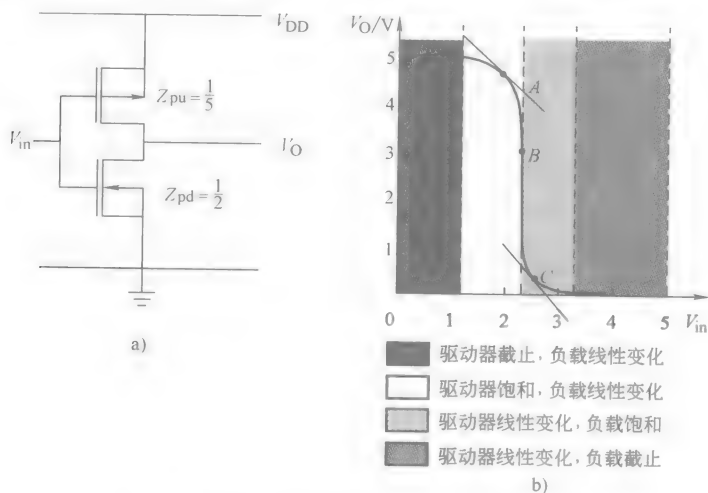 V_DD
Z_pu = 1/5
V_in
V_O
Z_pd = 1/2
a)
V_O/V
5
4
3
2
1
A
B
C
0 1 2 3 4 5 V_in
驱动器截止，负载线性变化
驱动器饱和，负载线性变化
驱动器线性变化，负载饱和
驱动器线性变化，负载截止
b)